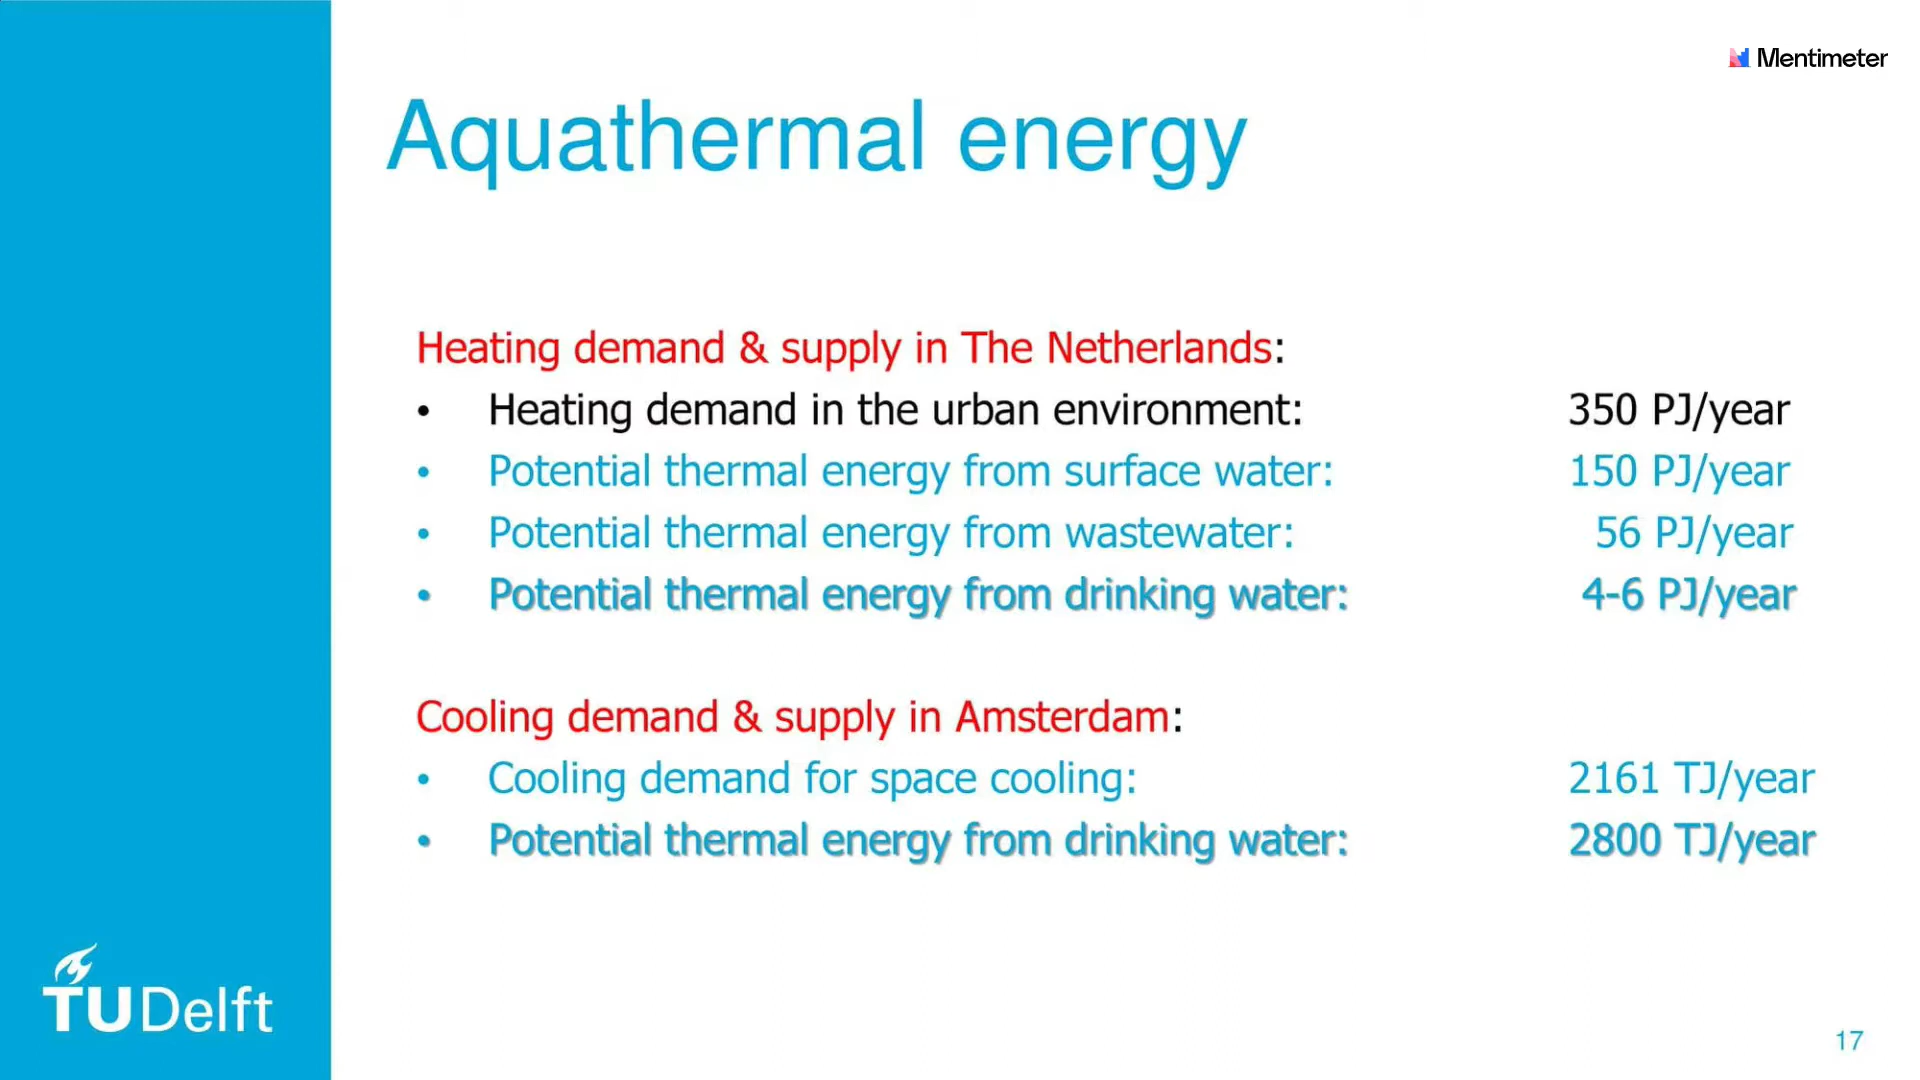 Mentimeter
Aquathermal energy
Heating demand & supply in The Netherlands:
• Heating demand in the urban environment: 350 PJ/year
• Potential thermal energy from surface water: 150 PJ/year
• Potential thermal energy from wastewater: 56 PJ/year
• Potential thermal energy from drinking water: 4-6 PJ/year
Cooling demand & supply in Amsterdam:
• Cooling demand for space cooling: 2161 TJ/year
• Potential thermal energy from drinking water: 2800 TJ/year
TU Delft
17